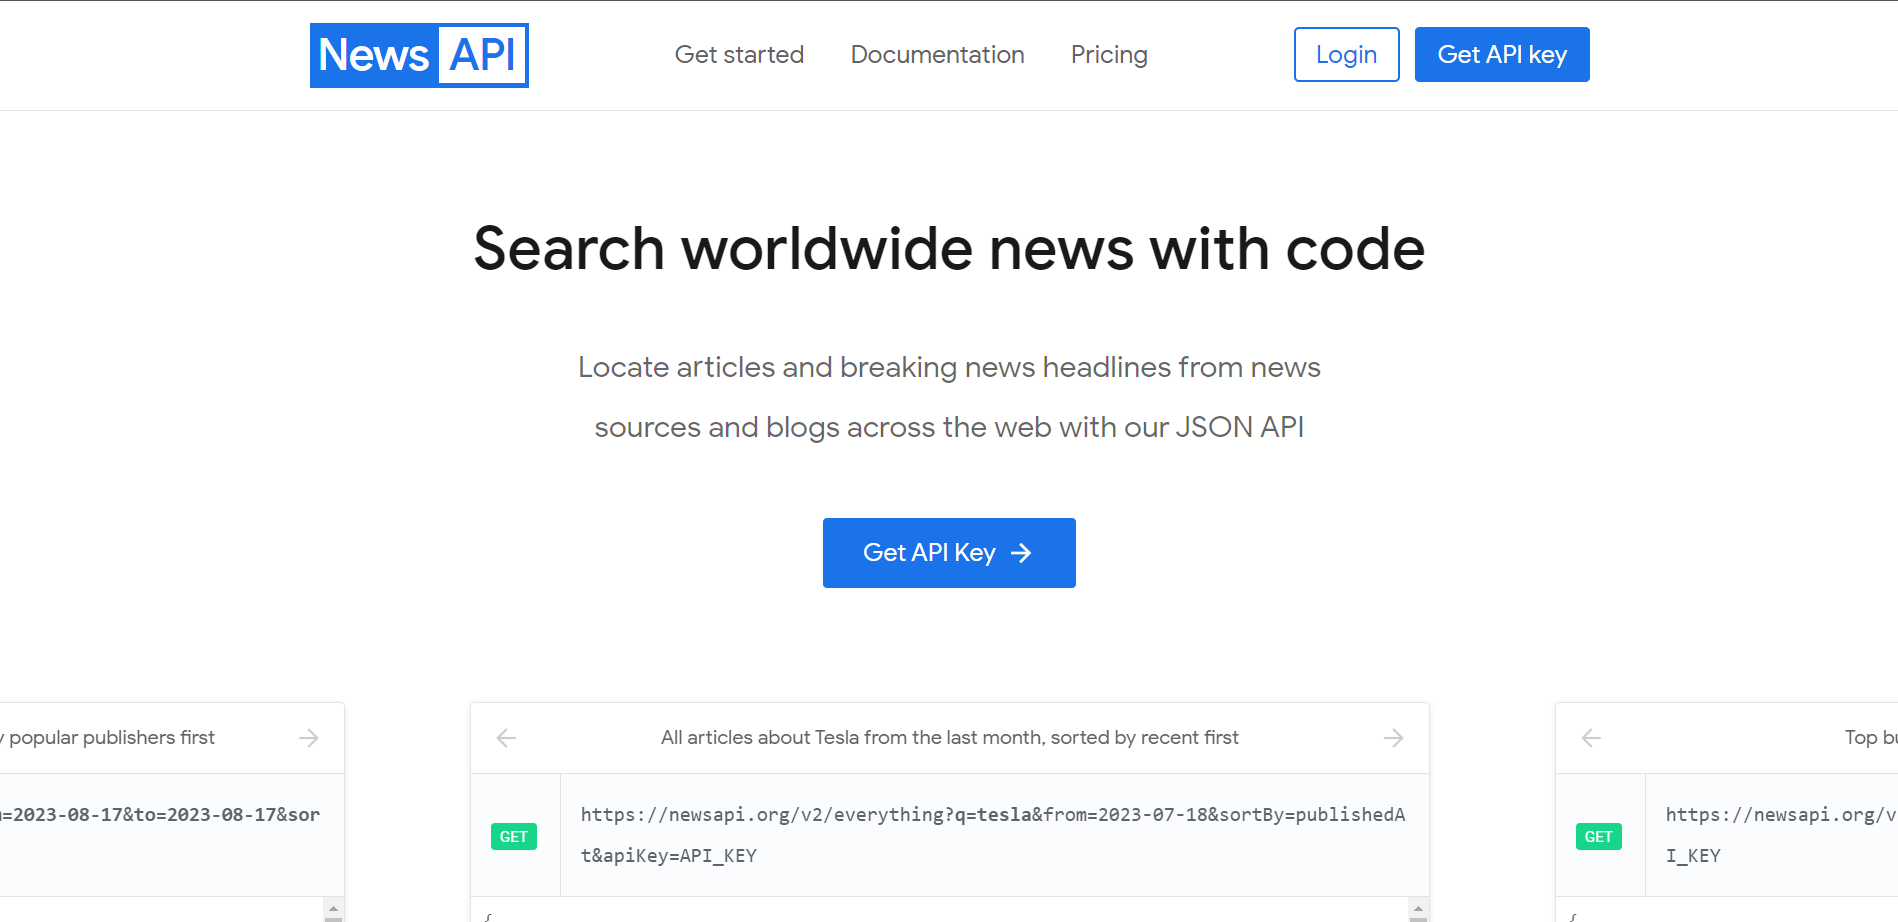 News API
Get started
Documentation
Pricing
Login
Get API key
Search worldwide news with code
Locate articles and breaking news headlines from news
sources and blogs across the web with our JSON API
Get API Key →
popular publishers first
=2023-08-17&to=2023-08-17&sor
All articles about Tesla from the last month, sorted by recent first
GET
https://newsapi.org/v2/everything?q=tesla&from=2023-07-18&sortBy=publishedA
t&apiKey=API_KEY
{
Top bu
GET
https://newsapi.org/v
I_KEY
{